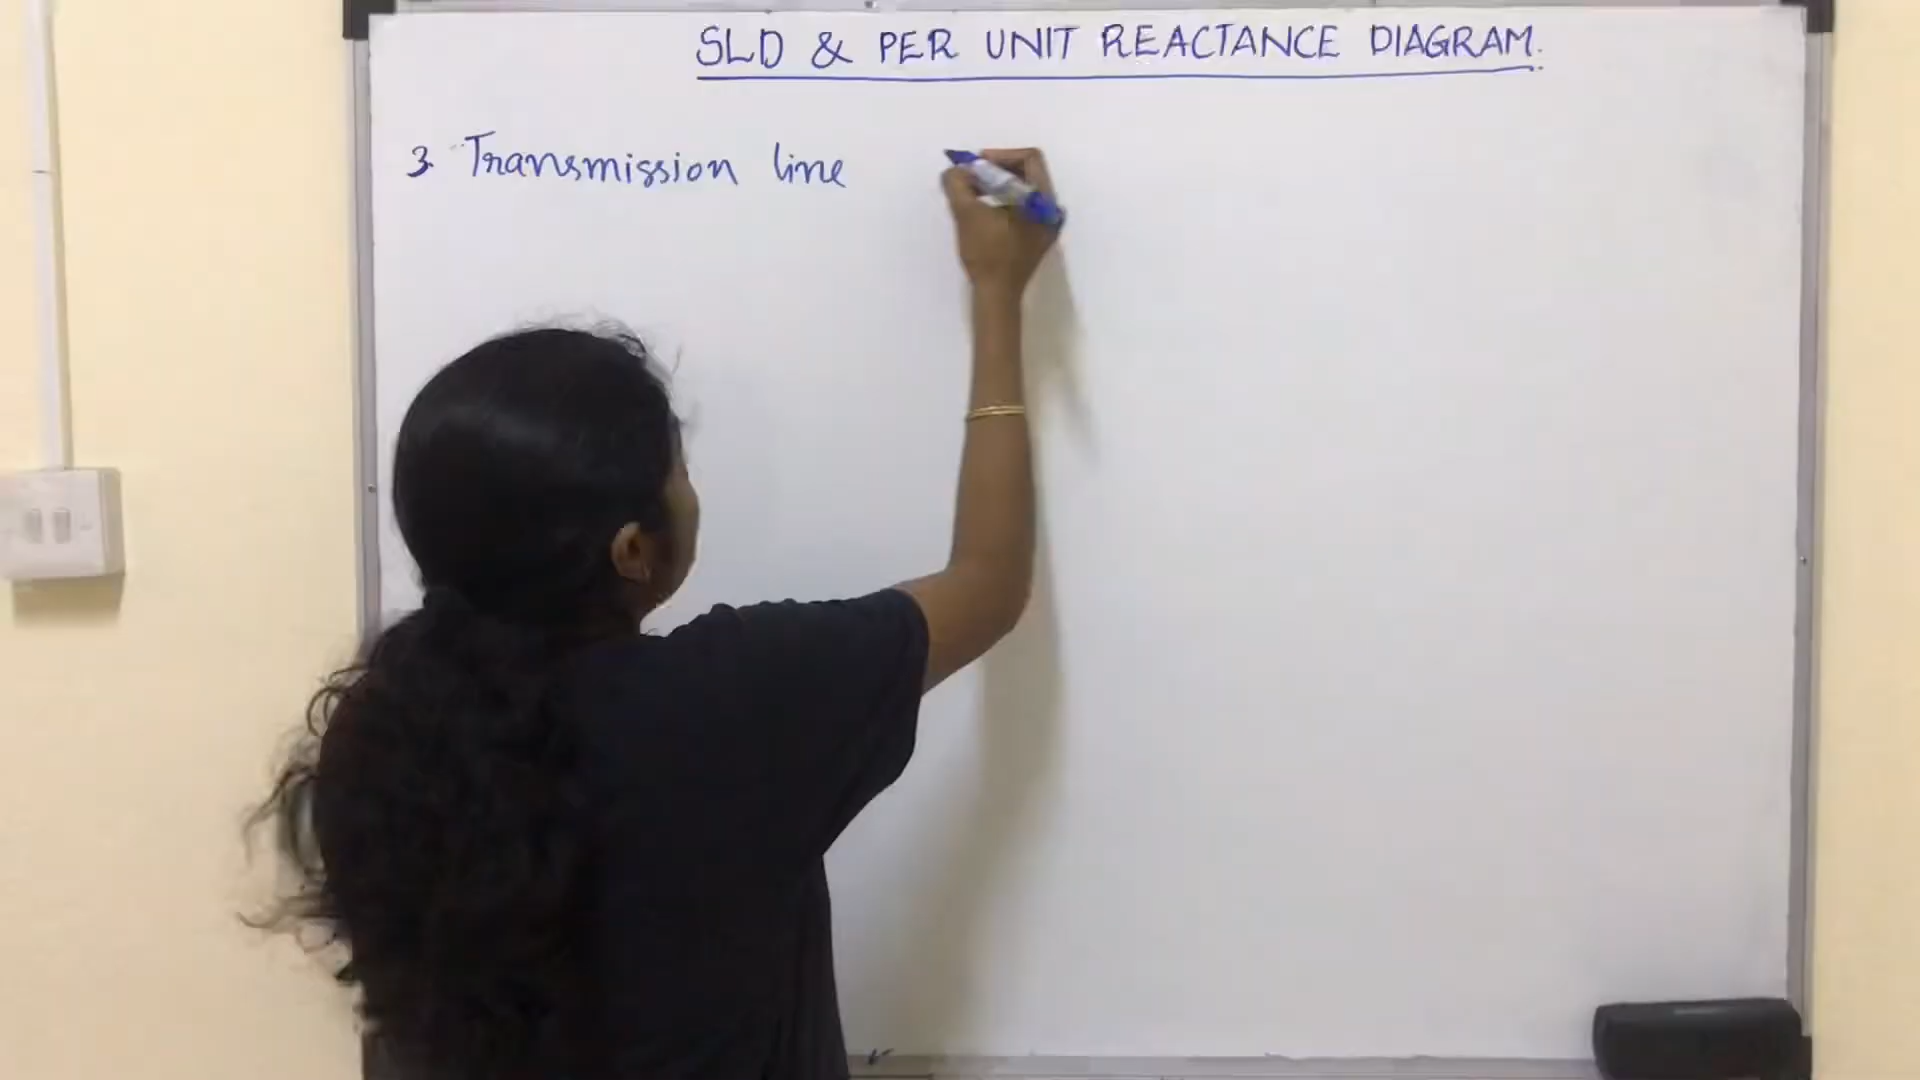 SLD & PER UNIT REACTANCE DIAGRAM.
3. Transmission line